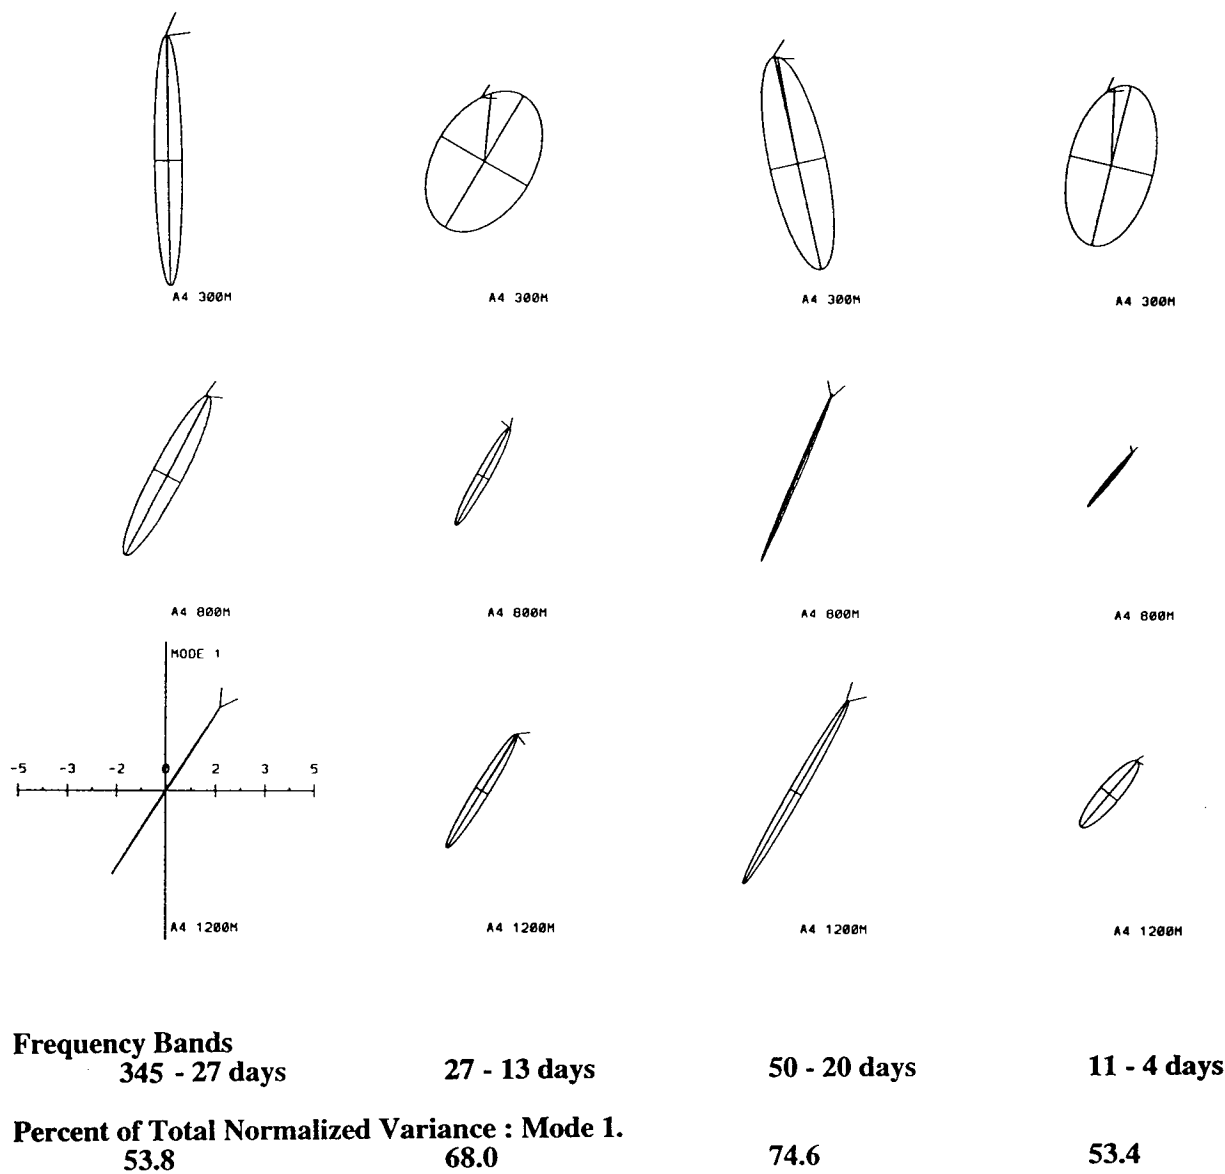 A4 300M A4 300M A4 300M A4 300M
A4 800M A4 800M A4 800M A4 800M
MODE 1
-5 -3 -2 0 2 3 5
A4 1200M A4 1200M A4 1200M A4 1200M
Frequency Bands
345 - 27 days 27 - 13 days 50 - 20 days 11 - 4 days
Percent of Total Normalized Variance : Mode 1.
53.8 68.0 74.6 53.4